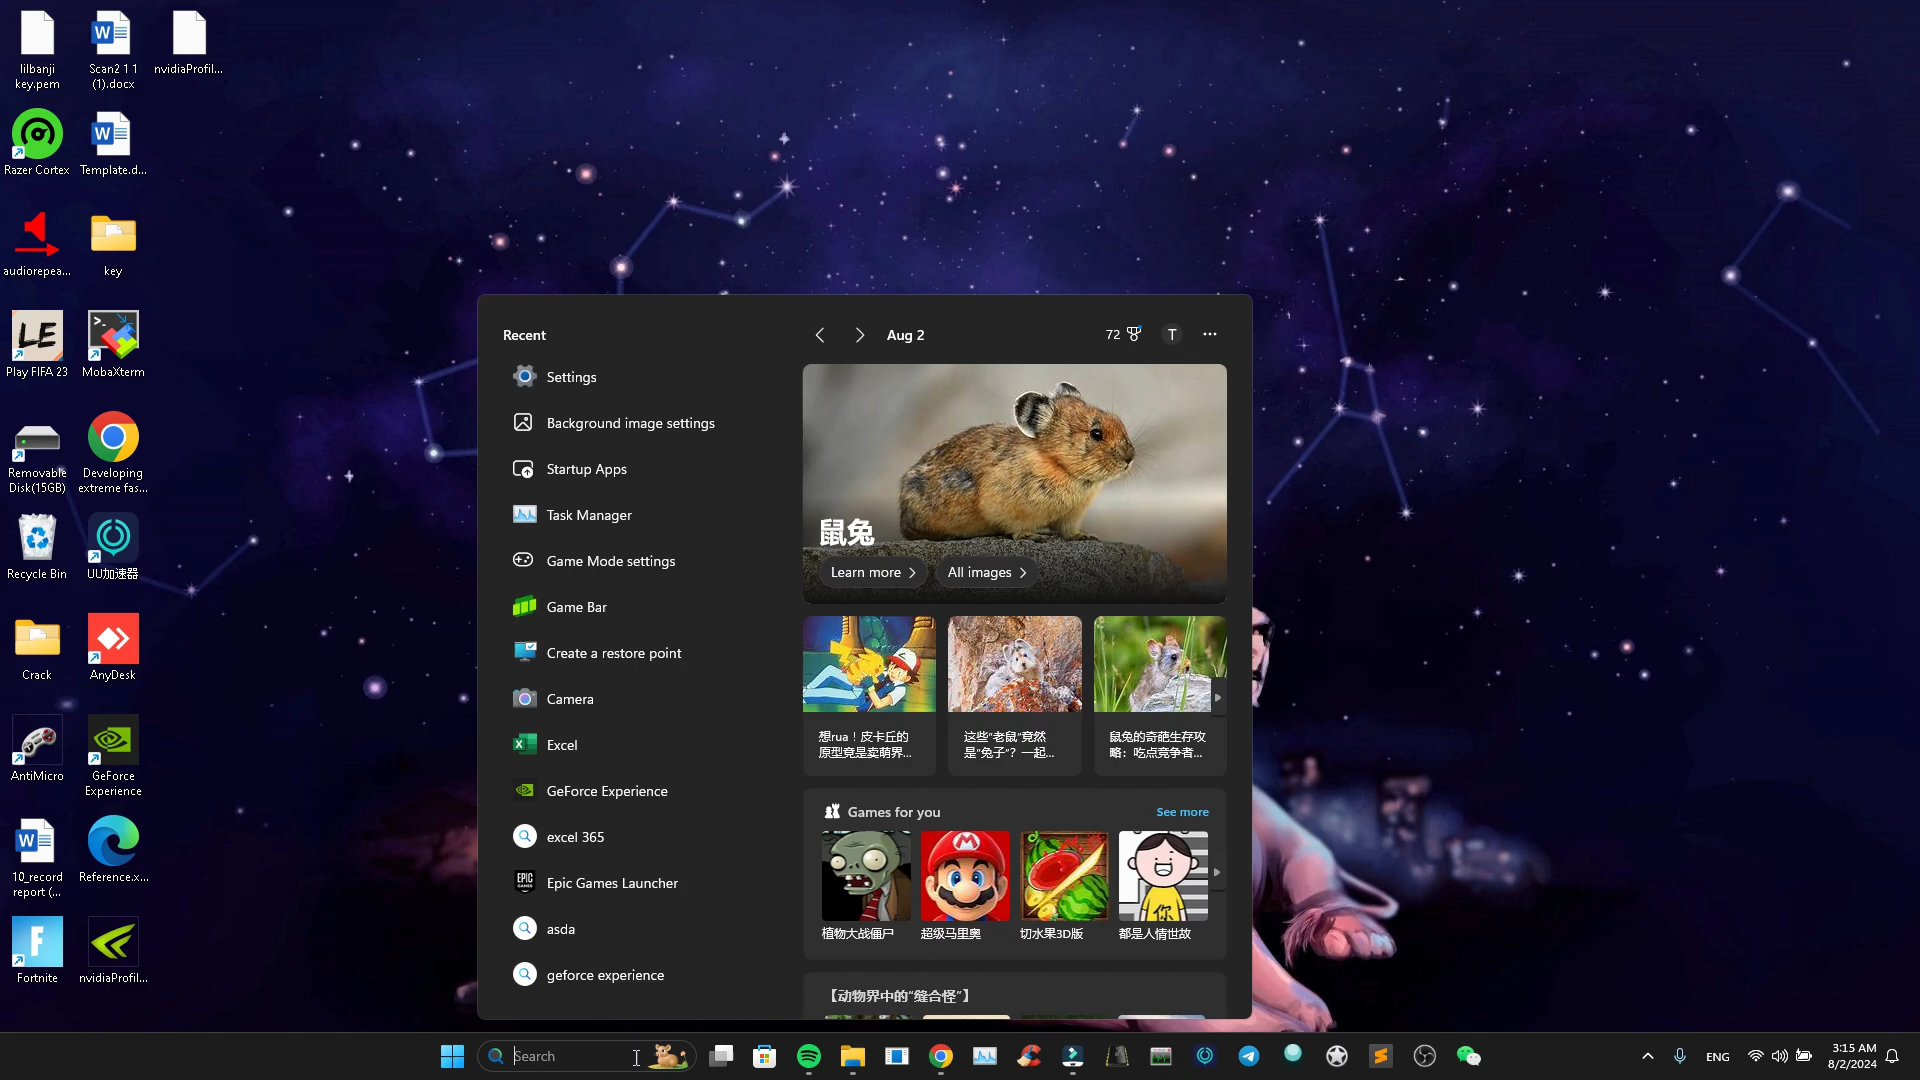 lilbanji
key.pem
Scan2 1 1
(1).docx
nvidiaProfil...
Razer Cortex
Template.d...
audiorepea...
key
LE
Play FIFA 23
MobaXterm
Removable
Disk(15GB)
Developing
extreme fas...
Recycle Bin
UU加速器
Crack
AnyDesk
AntiMicro
GeForce
Experience
10_record
report (...
Reference.x...
Fortnite
nvidiaProfil...
Recent
Settings
Background image settings
Startup Apps
Task Manager
Game Mode settings
Game Bar
Create a restore point
Camera
Excel
GeForce Experience
excel 365
EPIC
GAMES
Epic Games Launcher
asda
geforce experience
Aug 2
72
T
鼠兔
Learn more
All images
想rua！皮卡丘的
原型竟是卖萌界...
这些"老鼠"竟然
是"兔子"？一起...
鼠兔的奇葩生存攻
略：吃点竞争者...
Games for you
See more
你
植物大战僵尸
超级马里奥
切水果3D版
都是人情世故
【动物界中的"缝合怪"】
Search
ENG
3:15 AM
8/2/2024